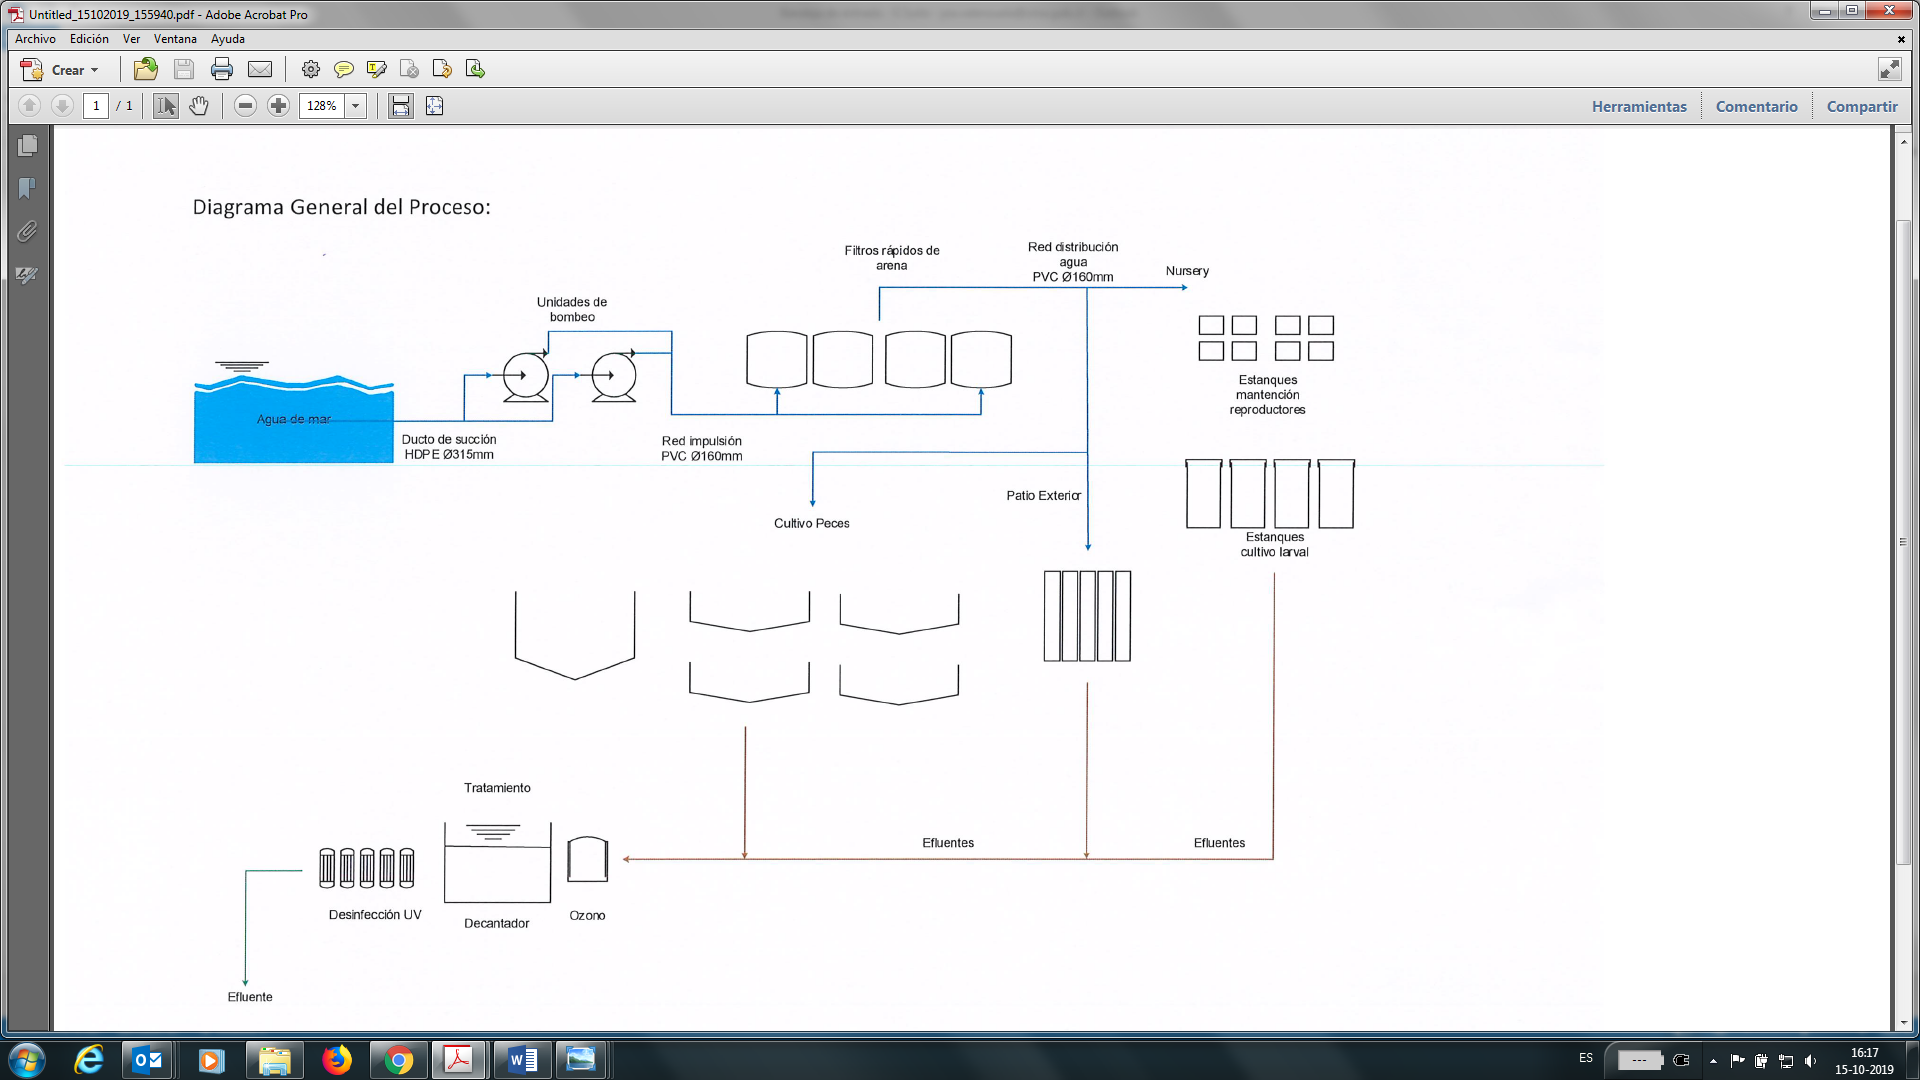 Untitled_15102019_155940.pdf - Adobe Acrobat Pro
Archivo Edición Ver Ventana Ayuda
Crear
1 / 1
128%
Herramientas Comentario Compartir
Diagrama General del Proceso:
Filtros rápidos de
arena
Red distribución
agua
PVC Ø160mm
Nursery
Unidades de
bombeo
Estanques
mantención
reproductores
Agua de mar
Ducto de succión
HDPE Ø315mm
Red impulsión
PVC Ø160mm
Patio Exterior
Cultivo Peces
Estanques
cultivo larval
Tratamiento
Efluentes
Efluentes
Desinfección UV
Decantador
Ozono
Efluente
ES
16:17
15-10-2019